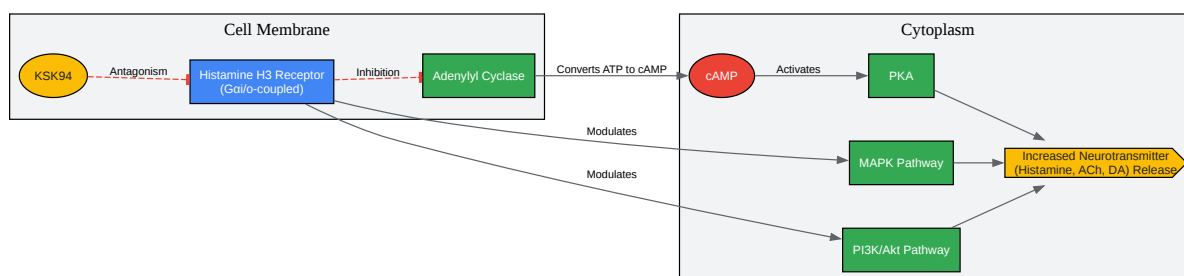 Cell Membrane
Cytoplasm
KSK94
Antagonism
Histamine H3 Receptor
(Gαi/o-coupled)
Inhibition
Adenylyl Cyclase
Converts ATP to cAMP
cAMP
Activates
PKA
Modulates
MAPK Pathway
Increased Neurotransmitter
(Histamine, ACh, DA) Release
Modulates
PI3K/Akt Pathway